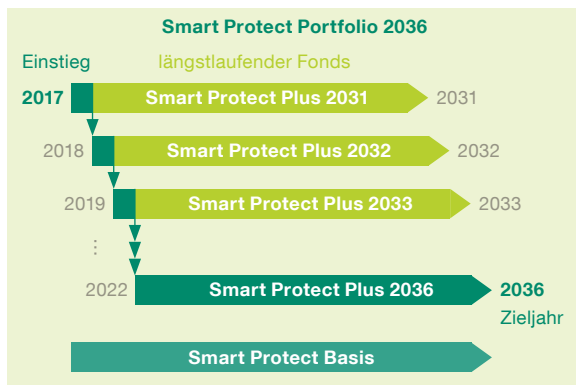 Smart Protect Portfolio 2036
Einstieg längstlaufender Fonds
2017 Smart Protect Plus 2031 2031
2018 Smart Protect Plus 2032 2032
2019 Smart Protect Plus 2033 2033
⋮
2022 Smart Protect Plus 2036 2036
Zieljahr
Smart Protect Basis